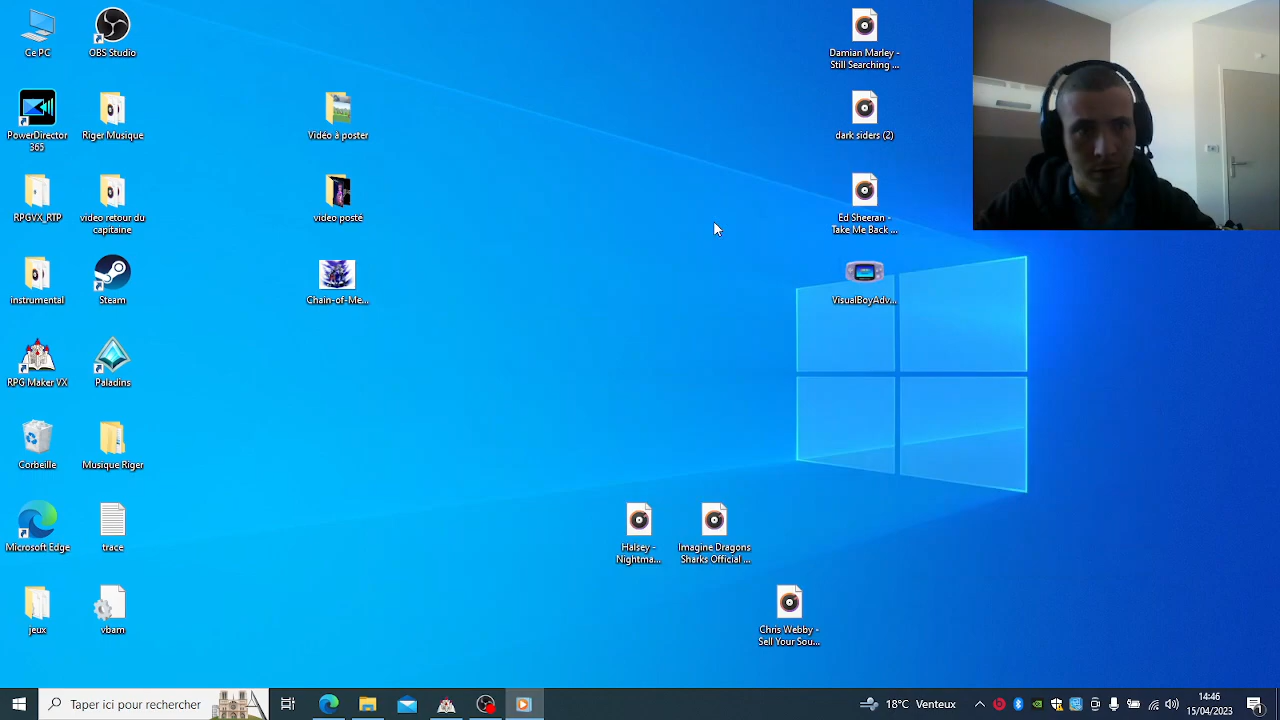 Ce PC
OBS Studio
PowerDirector
365
Riger Musique
RPGVX_RTP
video retour du
capitaine
instrumental
Steam
RPG Maker VX
Paladins
Corbeille
Musique Riger
Microsoft Edge
trace
jeux
vbam
Vidéo à poster
video posté
Chain-of-Me...
Damian Marley -
Still Searching ...
dark siders (2)
Ed Sheeran -
Take Me Back ...
VisualBoyAdv...
Halsey -
Nightma...
Imagine Dragons
Sharks Official ...
Chris Webby -
Sell Your Sou...
Taper ici pour rechercher
18°C Venteux
14:46
15/04/2023
1